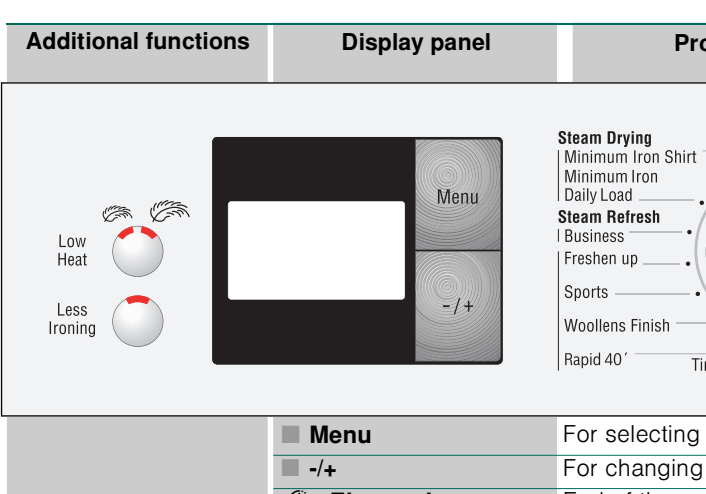 Additional functions
Display panel
Pro
Low
Heat
Less
Ironing
Menu
-/+
Steam Drying
Minimum Iron Shirt
Minimum Iron
Daily Load
Steam Refresh
Business
Freshen up
Sports
Woollens Finish
Rapid 40´
Menu
For selecting
-/+
For changing